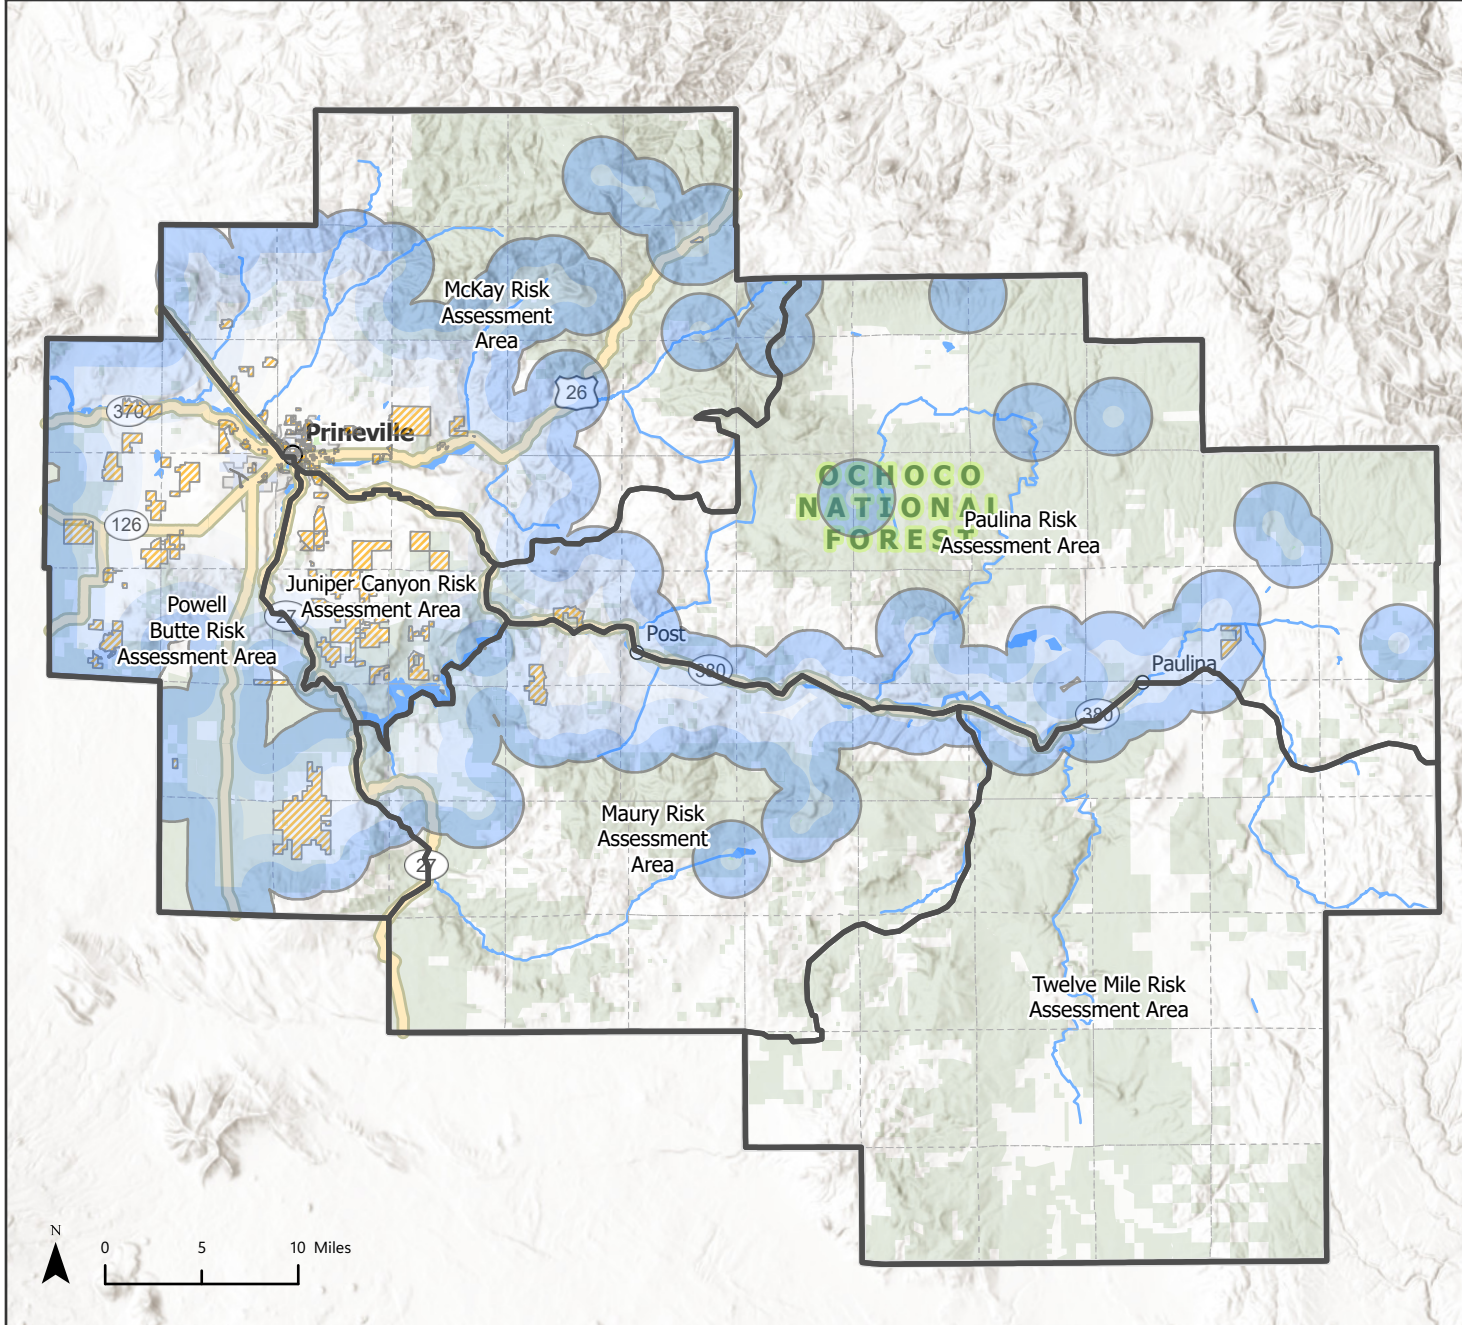 McKay Risk
Assessment
Area
26
370
Prineville
OCHOCO
NATIONAL
FOREST
Paulina Risk
Assessment Area
126
Juniper Canyon Risk
Assessment Area
Powell
Butte Risk
Assessment Area
27
Post
380
Paulina
380
Maury Risk
Assessment
Area
27
Twelve Mile Risk
Assessment Area
N
0 5 10 Miles